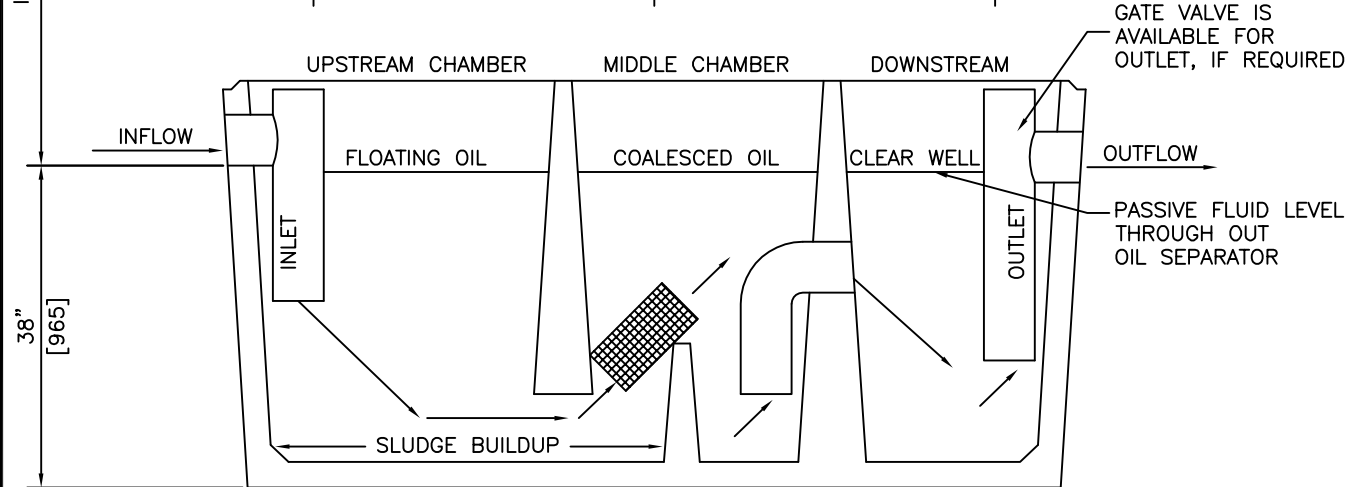 GATE VALVE IS
AVAILABLE FOR
OUTLET, IF REQUIRED
UPSTREAM CHAMBER
MIDDLE CHAMBER
DOWNSTREAM
INFLOW
FLOATING OIL
COALESCED OIL
CLEAR WELL
OUTFLOW
PASSIVE FLUID LEVEL
THROUGH OUT
OIL SEPARATOR
INLET
OUTLET
38"
[965]
SLUDGE BUILDUP